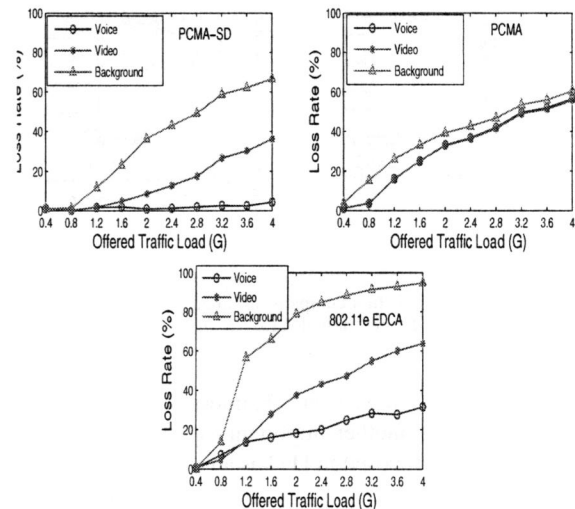 100
Voice
Video
Background
PCMA-SD
80
60
40
20
0
0.4 0.8 1.2 1.6 2 2.4 2.8 3.2 3.6 4
Loss Rate (%)
Offered Traffic Load (G)
100
Voice
Video
Background
PCMA
80
60
40
20
0
0.4 0.8 1.2 1.6 2 2.4 2.8 3.2 3.6 4
Loss Rate (%)
Offered Traffic Load (G)
100
Voice
Video
Background
802.11e EDCA
80
60
40
20
0
0.4 0.8 1.2 1.6 2 2.4 2.8 3.2 3.6 4
Loss Rate (%)
Offered Traffic Load (G)